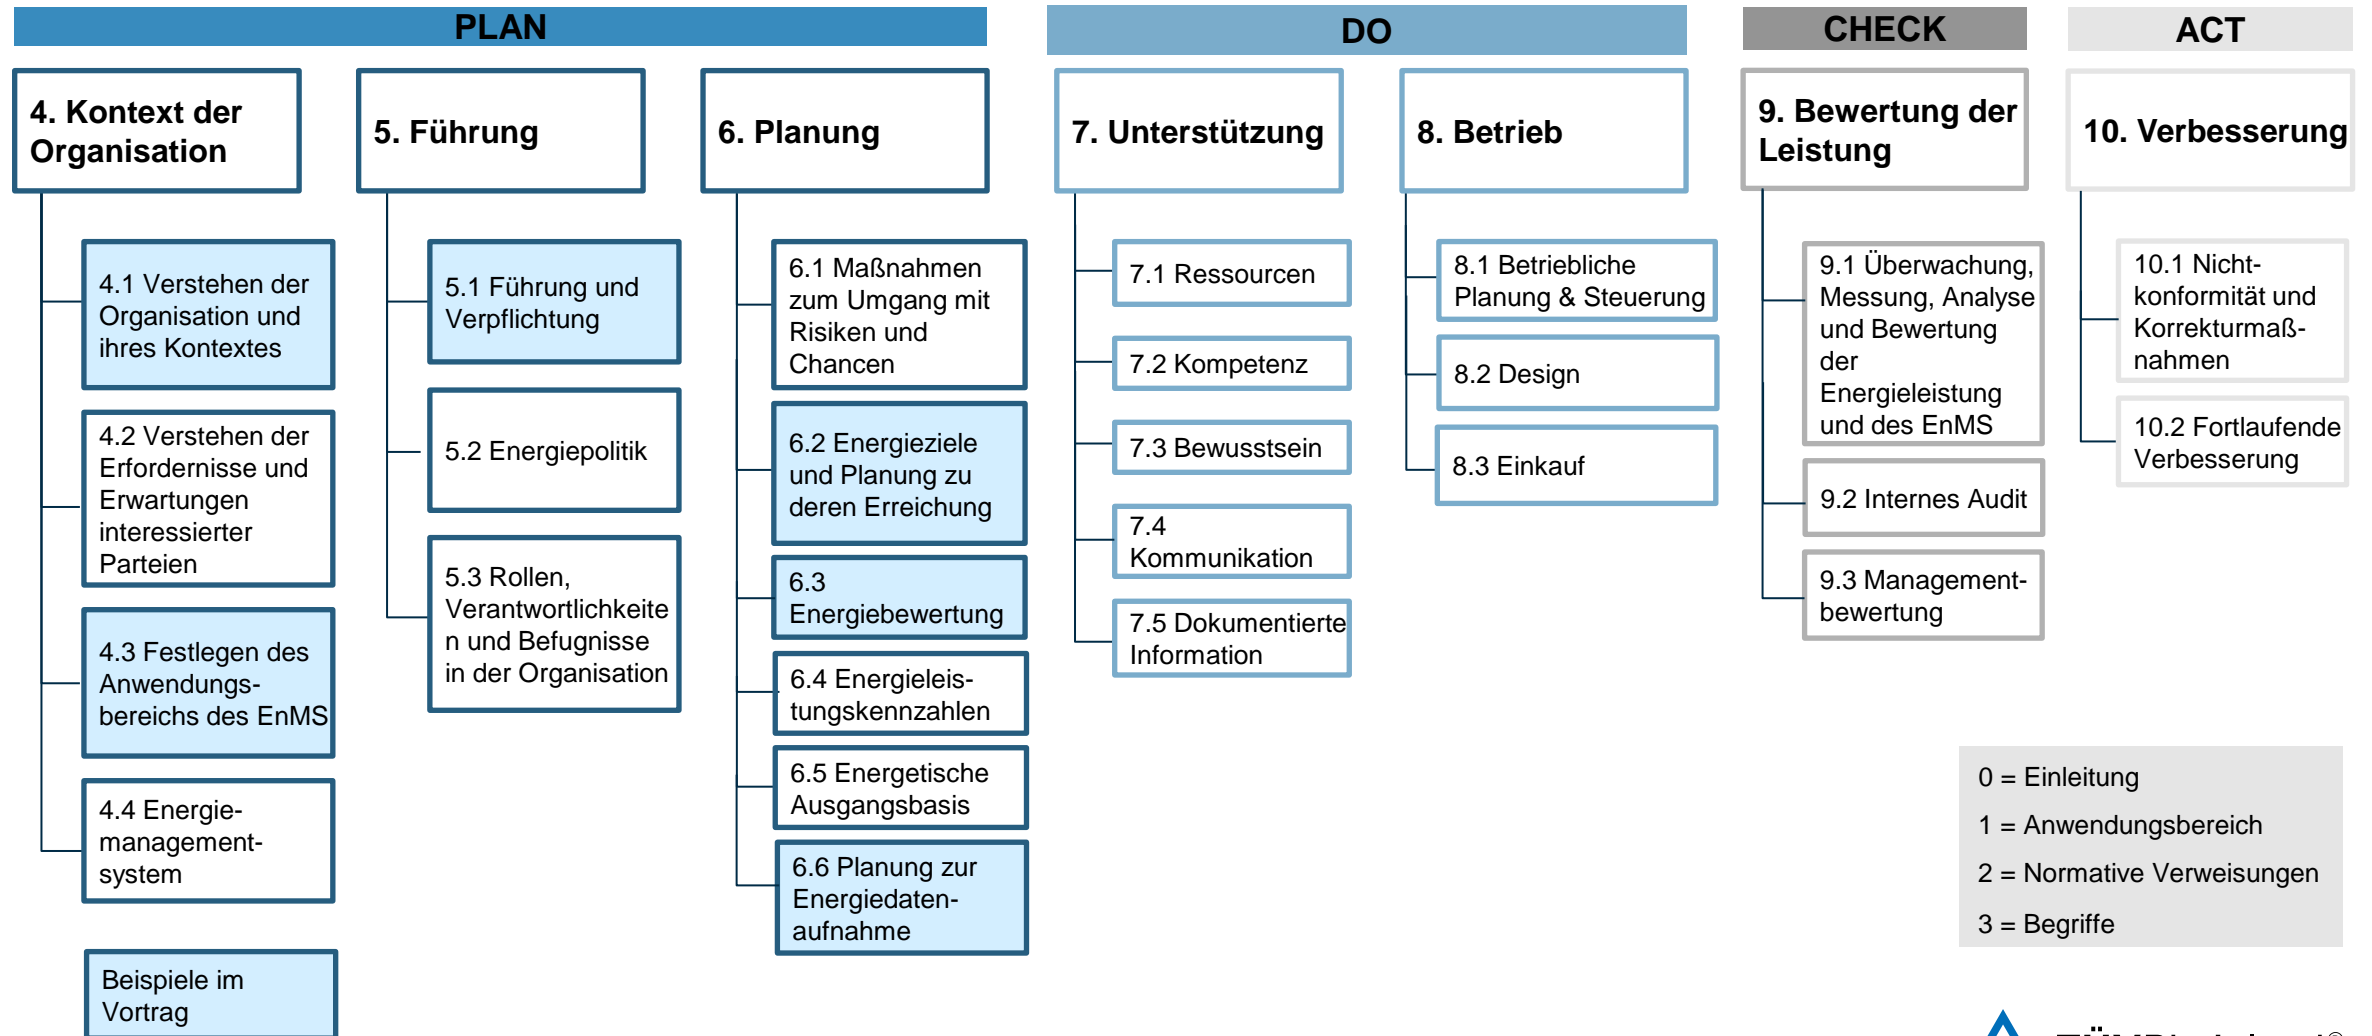 PLAN
DO
CHECK
ACT
4. Kontext der
Organisation
5. Führung
6. Planung
7. Unterstützung
8. Betrieb
9. Bewertung der
Leistung
10. Verbesserung
4.1 Verstehen der
Organisation und
ihres Kontextes
4.2 Verstehen der
Erfordernisse und
Erwartungen
interessierter
Parteien
4.3 Festlegen des
Anwendungs-
bereichs des EnMS
4.4 Energie-
management-
system
5.1 Führung und
Verpflichtung
5.2 Energiepolitik
5.3 Rollen,
Verantwortlichkeite
n und Befugnisse
in der Organisation
6.1 Maßnahmen
zum Umgang mit
Risiken und
Chancen
6.2 Energieziele
und Planung zu
deren Erreichung
6.3
Energiebewertung
6.4 Energieleis-
tungskennzahlen
6.5 Energetische
Ausgangsbasis
6.6 Planung zur
Energiedaten-
aufnahme
7.1 Ressourcen
7.2 Kompetenz
7.3 Bewusstsein
7.4
Kommunikation
7.5 Dokumentierte
Information
8.1 Betriebliche
Planung & Steuerung
8.2 Design
8.3 Einkauf
9.1 Überwachung,
Messung, Analyse
und Bewertung
der
Energieleistung
und des EnMS
9.2 Internes Audit
9.3 Management-
bewertung
10.1 Nicht-
konformität und
Korrekturmaß-
nahmen
10.2 Fortlaufende
Verbesserung
0 = Einleitung
1 = Anwendungsbereich
2 = Normative Verweisungen
3 = Begriffe
Beispiele im
Vortrag